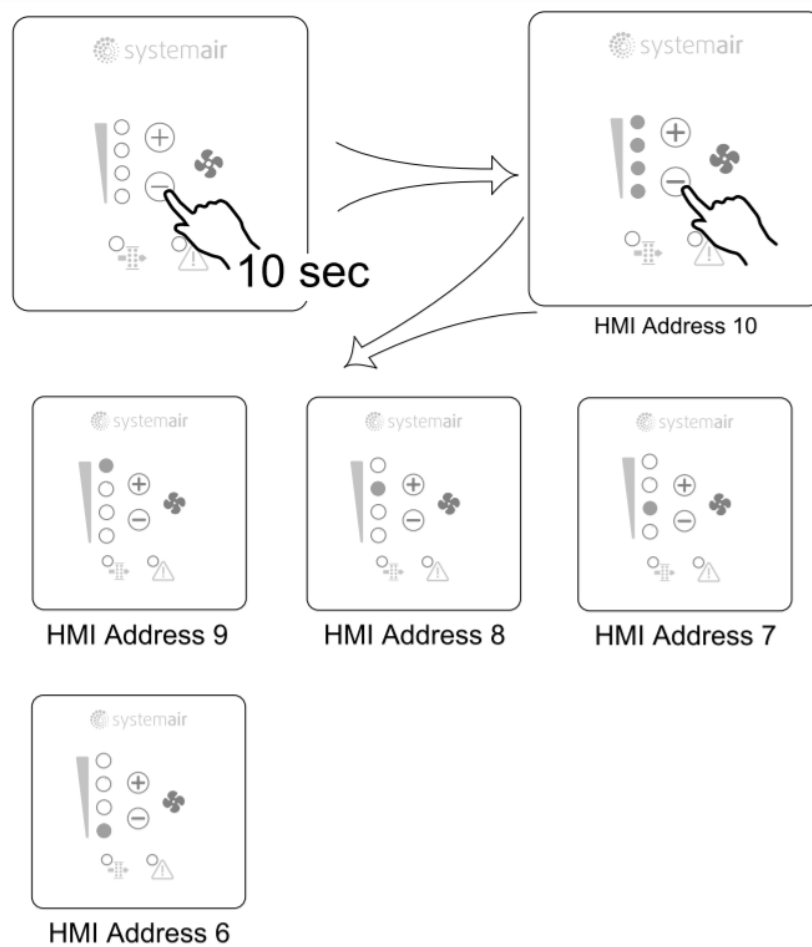 systemair
systemair
10 sec
HMI Address 10
systemair
systemair
systemair
HMI Address 9
HMI Address 8
HMI Address 7
systemair
HMI Address 6